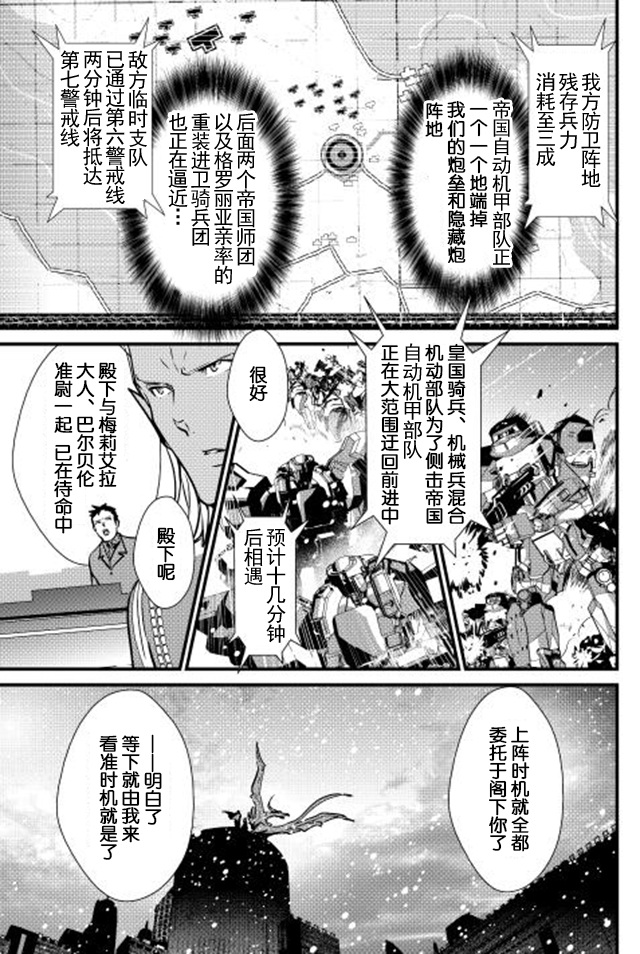 我方防卫阵地
残存兵力
消耗至三成
帝国自动机甲部队正
一个一个地端掉
我们的炮垒和隐藏炮
阵地
后面两个帝国师团
以及格罗丽亚亲率的
重装进卫骑兵团
也正在逼近…
敌方临时支队
已通过第六警戒线
两分钟后将抵达
第七警戒线
皇国骑兵、机械兵混合
机动部队为了侧击帝国
自动机甲部队
正在大范围迂回前进中
预计十几分钟
后相遇
很好
殿下呢
殿下与梅莉艾拉
大人、巴尔贝伦
准尉一起 已在待命中
上阵时机就全都
委托于阁下你了
——明白了
等下就由我来
看准时机就是了